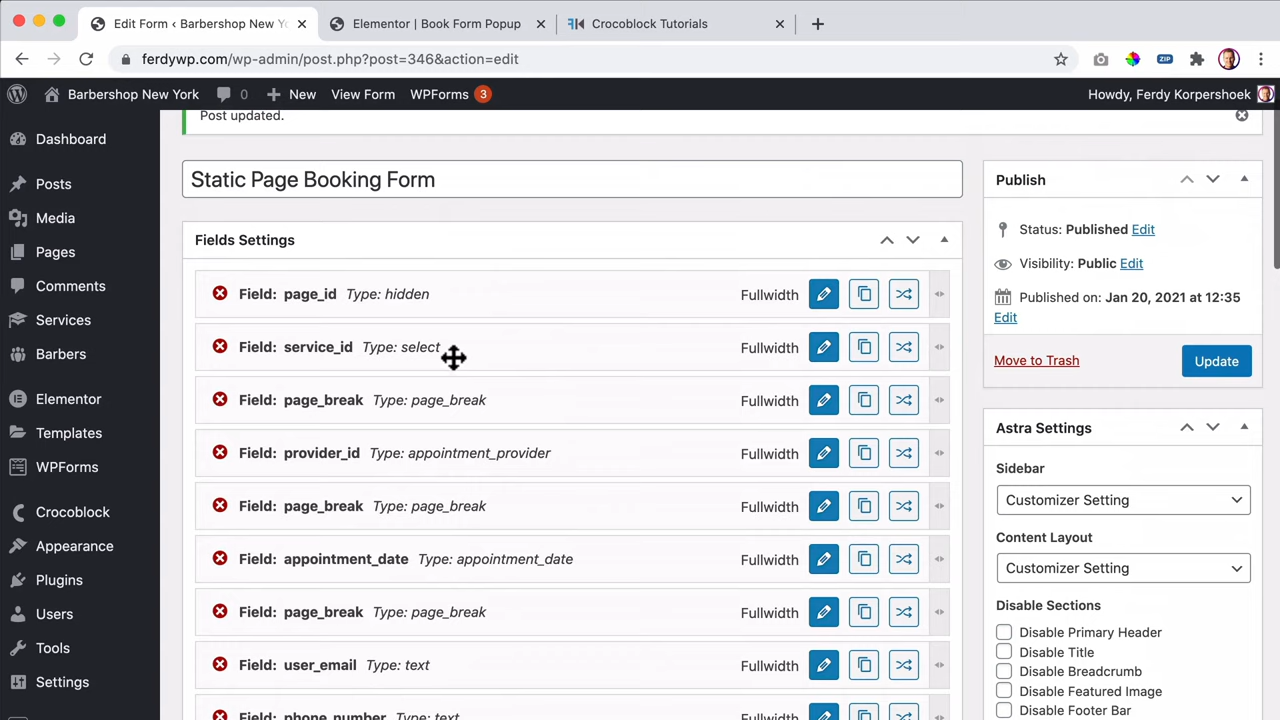 Edit Form ‹ Barbershop New Yo
Elementor | Book Form Popup
Crocoblock Tutorials
ferdywp.com/wp-admin/post.php?post=346&action=edit
ZIP
Barbershop New York
0
New
View Form
WPForms 3
Howdy, Ferdy Korpershoek
Dashboard
Posts
Media
Pages
Comments
Services
Barbers
Elementor
Templates
WPForms
Crocoblock
Appearance
Plugins
Users
Tools
Settings
Post updated.
Static Page Booking Form
Fields Settings
Field: page_id Type: hidden Fullwidth
Field: service_id Type: select Fullwidth
Field: page_break Type: page_break Fullwidth
Field: provider_id Type: appointment_provider Fullwidth
Field: page_break Type: page_break Fullwidth
Field: appointment_date Type: appointment_date Fullwidth
Field: page_break Type: page_break Fullwidth
Field: user_email Type: text Fullwidth
Field: phone_number Type: text Fullwidth
Publish
Status: Published Edit
Visibility: Public Edit
Published on: Jan 20, 2021 at 12:35
Edit
Move to Trash
Update
Astra Settings
Sidebar
Customizer Setting
Content Layout
Customizer Setting
Disable Sections
Disable Primary Header
Disable Title
Disable Breadcrumb
Disable Featured Image
Disable Footer Bar